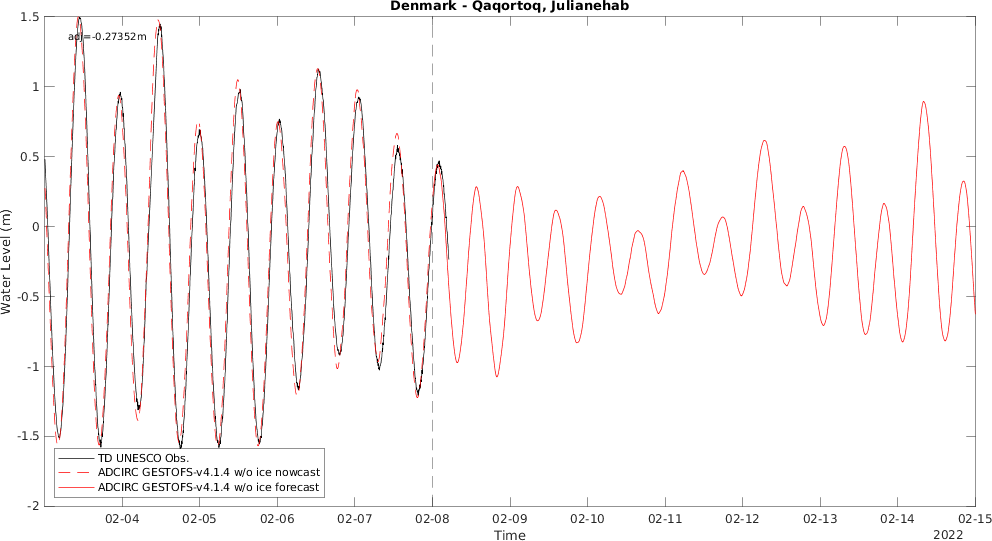 Denmark - Qaqortoq, Julianehab
1.5
adj=-0.27352m
1
0.5
0
-0.5
-1
-1.5
-2
Water Level (m)
TD UNESCO Obs.
ADCIRC GESTOFS-v4.1.4 w/o ice nowcast
ADCIRC GESTOFS-v4.1.4 w/o ice forecast
02-04 02-05 02-06 02-07 02-08 02-09 02-10 02-11 02-12 02-13 02-14 02-15
Time
2022